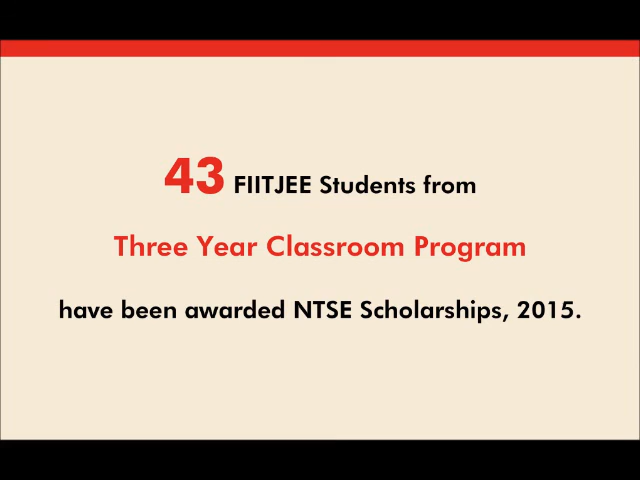 43 FIITJEE Students from
Three Year Classroom Program
have been awarded NTSE Scholarships, 2015.